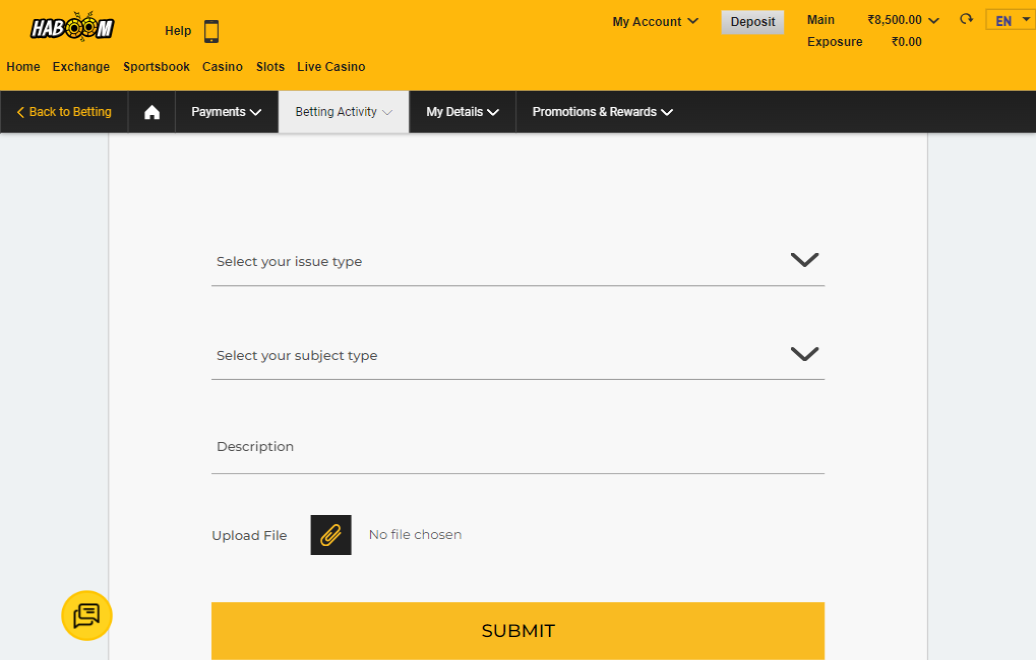 HABOOM
Help
My Account
Deposit
Main ₹8,500.00
Exposure ₹0.00
EN
Home Exchange Sportsbook Casino Slots Live Casino
Back to Betting
Payments
Betting Activity
My Details
Promotions & Rewards
Select your issue type
Select your subject type
Description
Upload File
No file chosen
SUBMIT